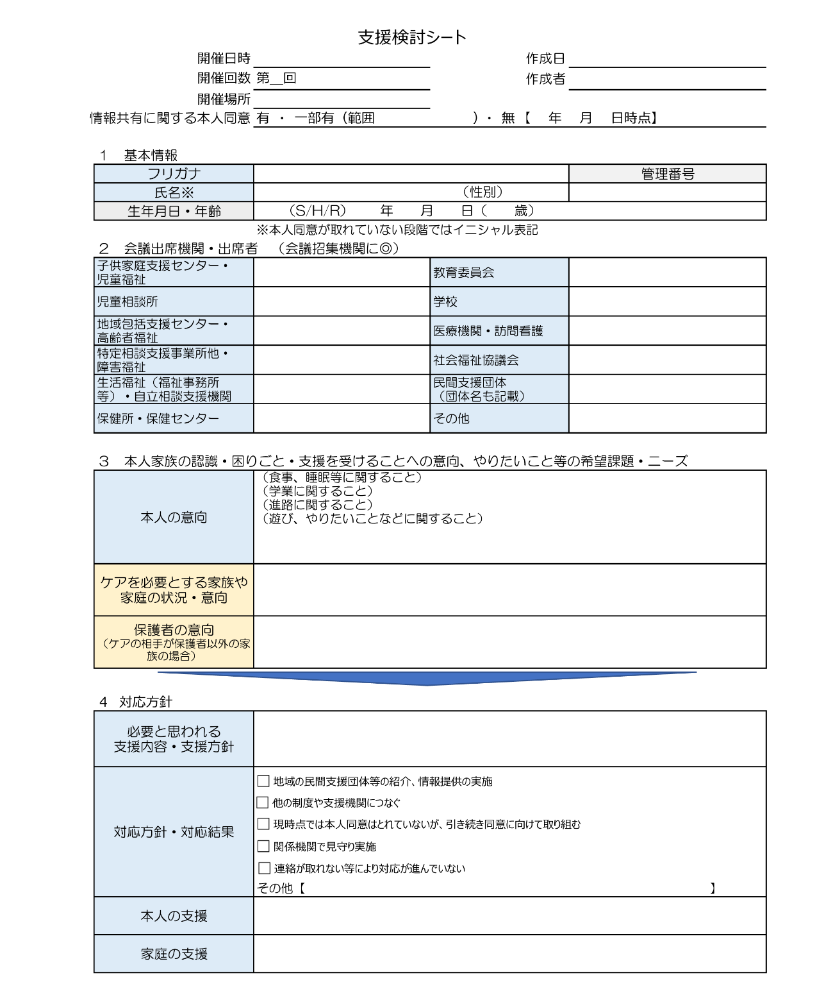 支援検討シート
開催日時 作成日
開催回数 第__回 作成者
開催場所
情報共有に関する本人同意 有 ・ 一部有（範囲 ）・ 無【 年 月 日時点】
1 基本情報
フリガナ 管理番号
氏名※ （性別）
生年月日・年齢 （S/H/R） 年 月 日（ 歳）
※本人同意が取れていない段階ではイニシャル表記
2 会議出席機関・出席者 （会議招集機関に◎）
子供家庭支援センター・
児童福祉
教育委員会
児童相談所
学校
地域包括支援センター・
高齢者福祉
医療機関・訪問看護
特定相談支援事業所他・
障害福祉
社会福祉協議会
生活福祉（福祉事務所
等）・自立相談支援機関
民間支援団体
（団体名も記載）
保健所・保健センター
その他
3 本人家族の認識・困りごと・支援を受けることへの意向、やりたいこと等の希望課題・ニーズ
本人の意向
（食事、睡眠等に関すること）
（学業に関すること）
（進路に関すること）
（遊び、やりたいことなどに関すること）
ケアを必要とする家族や
家庭の状況・意向
保護者の意向
（ケアの相手が保護者以外の家
族の場合）
4 対応方針
必要と思われる
支援内容・支援方針
対応方針・対応結果
□ 地域の民間支援団体等の紹介、情報提供の実施
□ 他の制度や支援機関につなぐ
□ 現時点では本人同意はとれていないが、引き続き同意に向けて取り組む
□ 関係機関で見守り実施
□ 連絡が取れない等により対応が進んでいない
その他【 】
本人の支援
家庭の支援